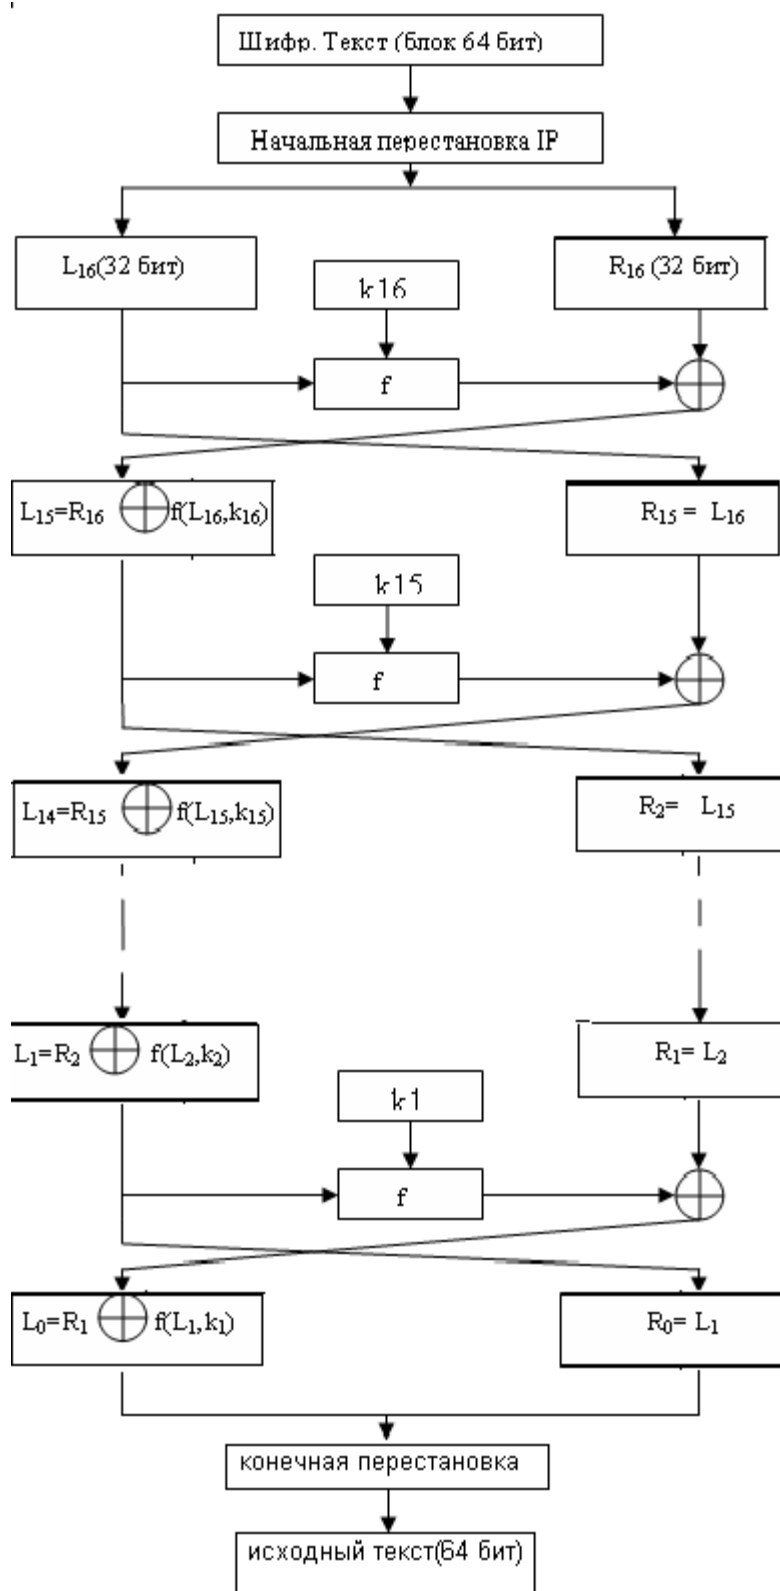 Шифр. Текст (блок 64 бит)
Начальная перестановка IP
L16(32 бит)
R16 (32 бит)
k16
f
L15=R16 ⊕ f(L16,k16)
R15 = L16
k15
f
L14=R15 ⊕ f(L15,k15)
R2= L15
L1=R2 ⊕ f(L2,k2)
R1= L2
k1
f
L0=R1 ⊕ f(L1,k1)
R0= L1
конечная перестановка
исходный текст(64 бит)